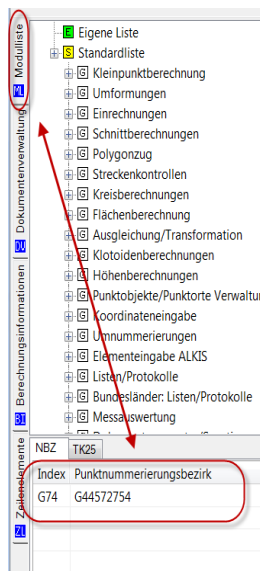 ML Modulliste
DV Dokumentenverwaltung
BI Berechnungsinformationen
ZL Zeilenelemente
E Eigene Liste
S Standardliste
G Kleinpunktberechnung
G Umformungen
G Einrechnungen
G Schnittberechnungen
G Polygonzug
G Streckenkontrollen
G Kreisberechnungen
G Flächenberechnung
G Ausgleichung/Transformation
G Klotoidenberechnungen
G Höhenberechnungen
G Punktobjekte/Punktorte Verwaltu
G Koordinateneingabe
G Umnummerierungen
G Elementeingabe ALKIS
G Listen/Protokolle
G Bundesländer: Listen/Protokolle
G Messauswertung
NBZ TK25
Index Punktnummerierungsbezirk
G74 G44572754